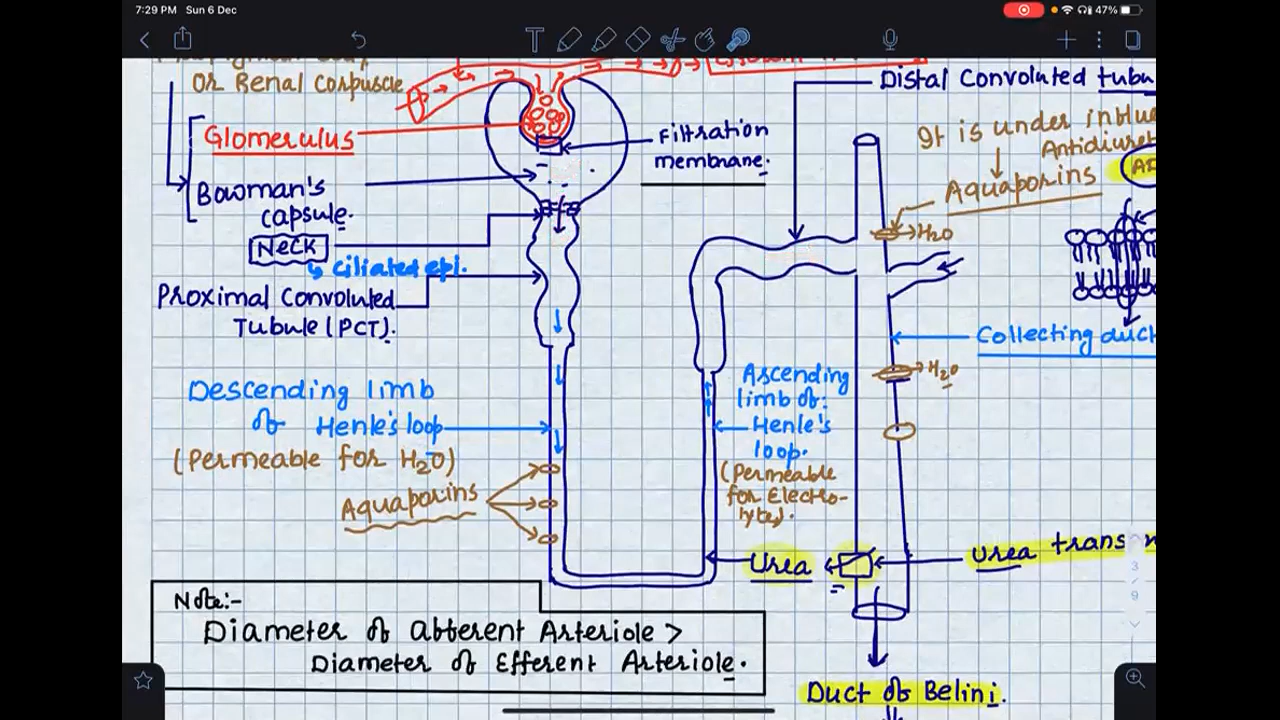 7:29 PM Sun 6 Dec
47%
Or Renal Corpuscle
Glomerulus
Bowman's
capsule.
Neck
ciliated epi.
Proximal Convoluted
Tubule (PCT).
Filtration
membrane.
Distal Convoluted tubu
It is under influe
Antidiuret
Aquaporins
H2O
Collecting duct
H2O
Descending limb
of Henle's loop
(Permeable for H2O)
Aquaporins
Ascending
limb of
Henle's
loop.
(Permeable
for Electro-
lytes).
Urea
Urea trans
3
9
Note:-
Diameter of afferent Arteriole >
Diameter of Efferent Arteriole.
Duct of Belini.